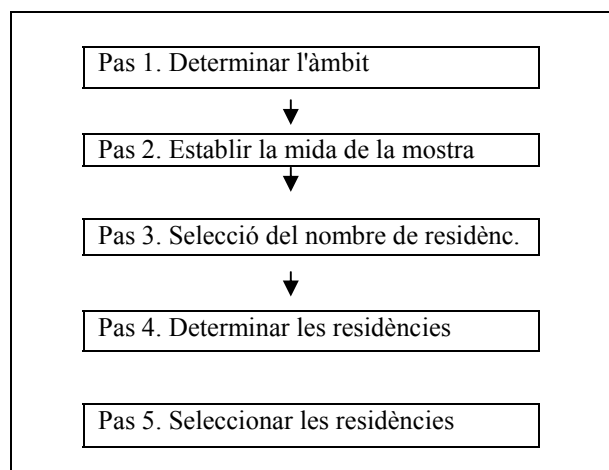 Pas 1. Determinar l'àmbit
Pas 2. Establir la mida de la mostra
Pas 3. Selecció del nombre de residènc.
Pas 4. Determinar les residències
Pas 5. Seleccionar les residències